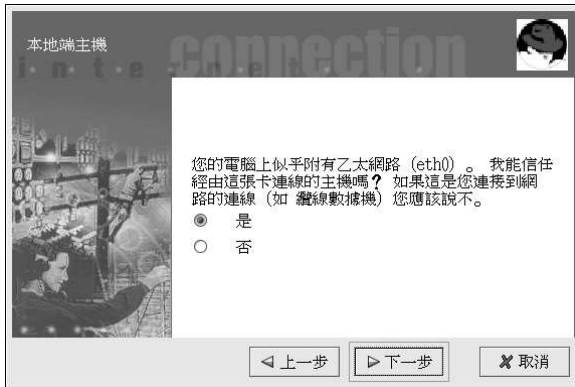 本地端主機
connection
internet
您的電腦上似乎附有乙太網路（eth0）。 我能信任
經由這張卡連線的主機嗎? 如果這是您連接到網
路的連線（如 纜線數據機）您應該說不。
是
否
上一步
下一步
取消